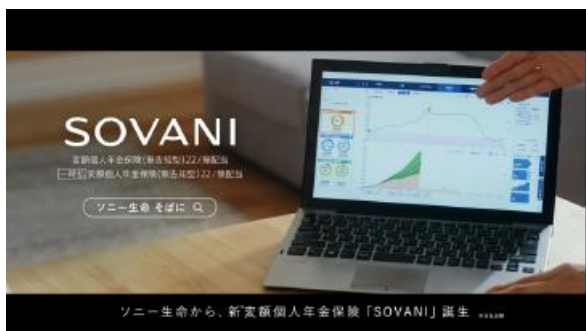 SOVANI
変額個人年金保険(無告知型)22/無配当
一時払変額個人年金保険(無告知型)22/無配当
ソニー生命 そばに
ソニー生命から、新変額個人年金保険「SOVANI」誕生